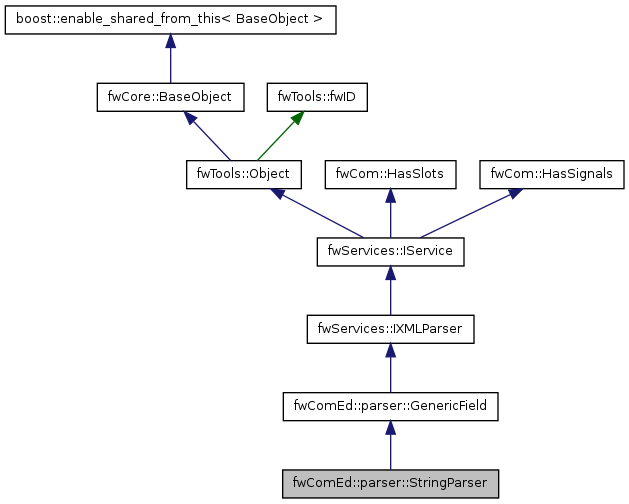 boost::enable_shared_from_this< BaseObject >
fwCore::BaseObject
fwTools::fwID
fwTools::Object
fwCom::HasSlots
fwCom::HasSignals
fwServices::IService
fwServices::IXMLParser
fwComEd::parser::GenericField
fwComEd::parser::StringParser